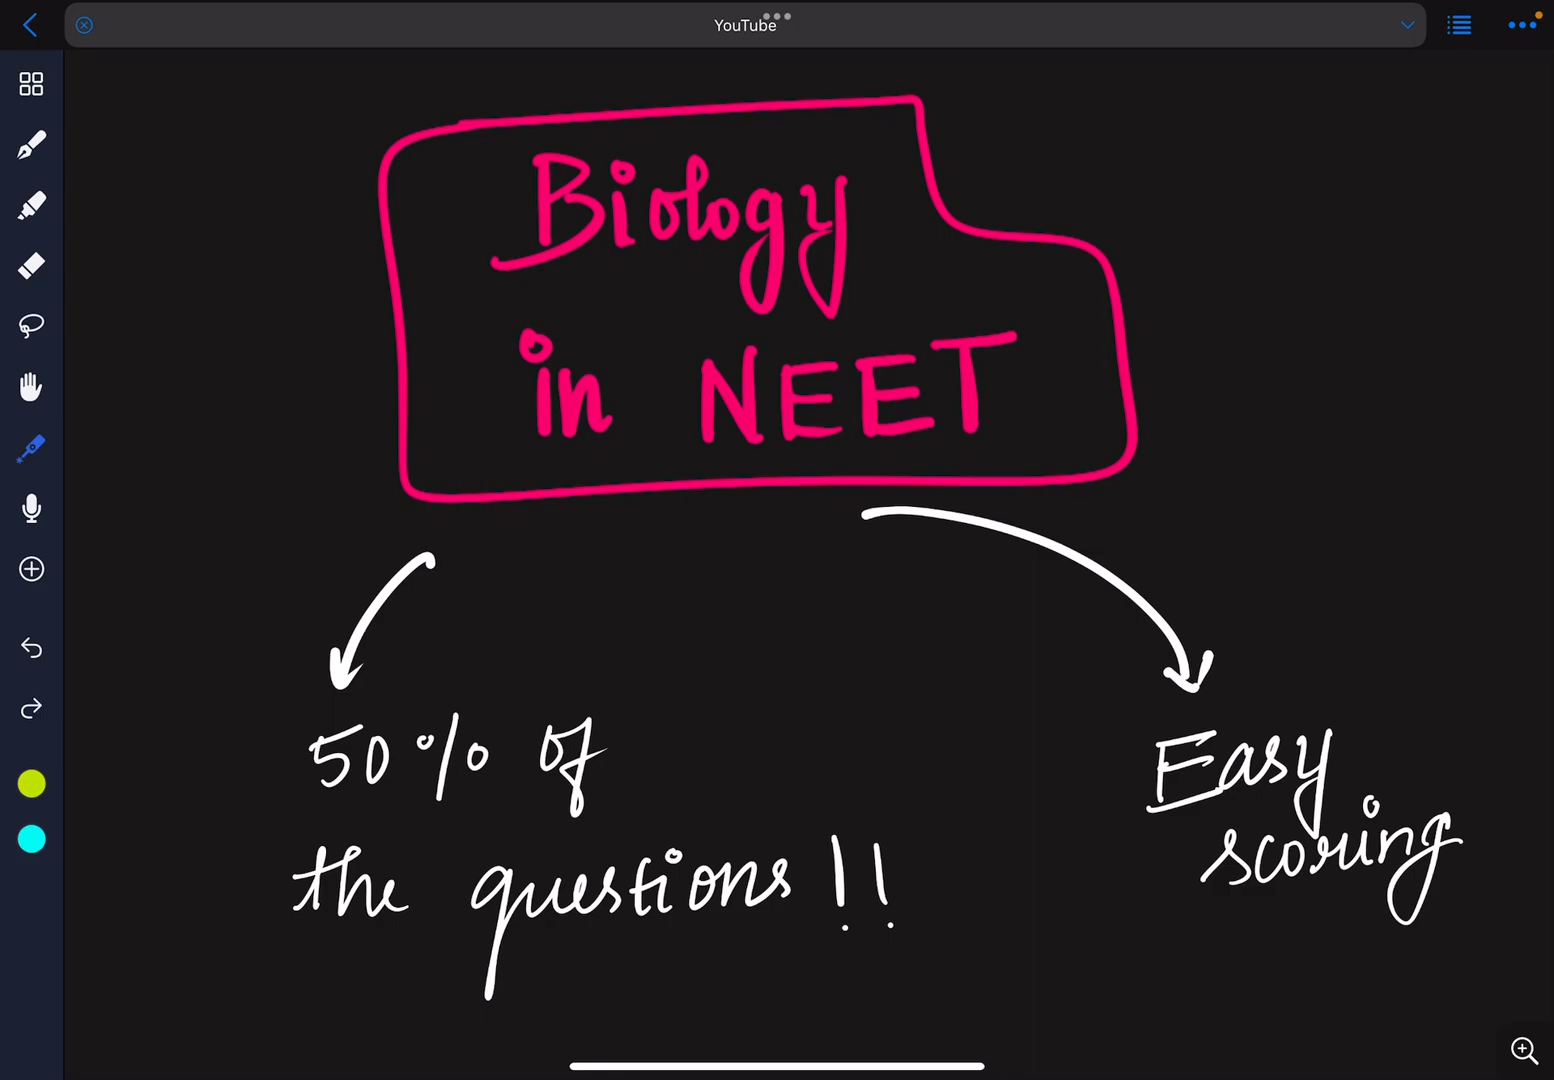 YouTube
Biology
in NEET
50% of
the questions !!
Easy
scoring